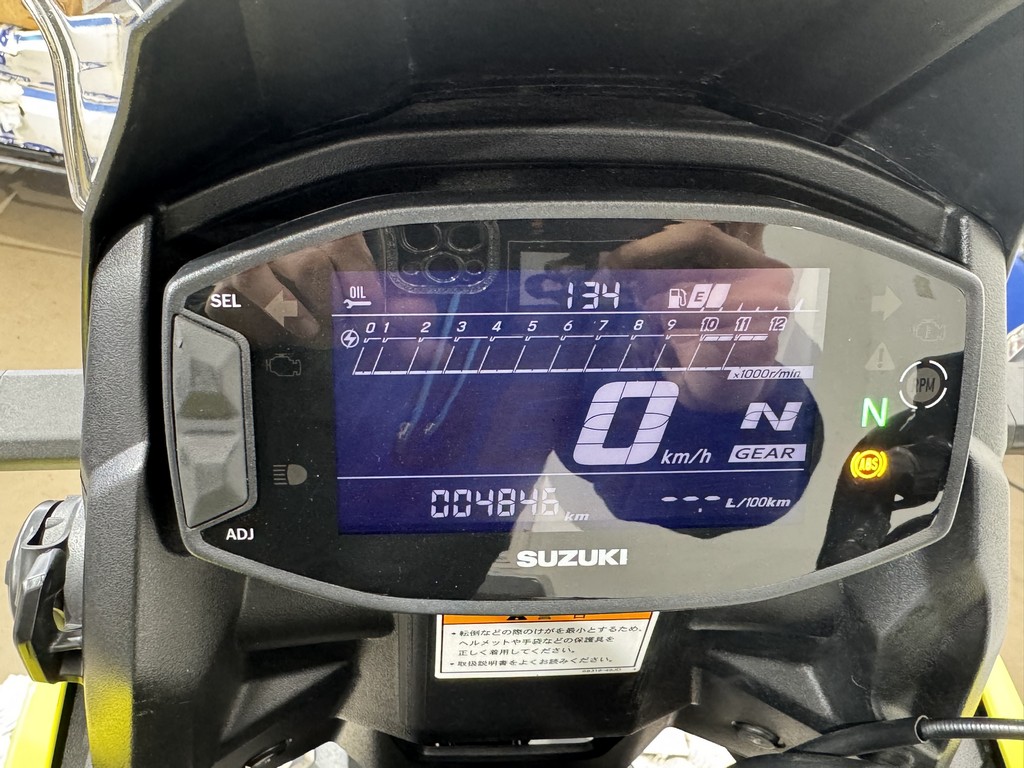 SEL
OIL
134
E
0 1 2 3 4 5 6 7 8 9 10 11 12
x1000r/min
RPM
0 km/h
N
GEAR
N
ABS
004846 km
---.- L/100km
ADJ
SUZUKI
・転倒などの際のけがを最小とするため、
ヘルメットや手袋などの保護具を
正しく着用してください。
・取扱説明書をよくお読みください。